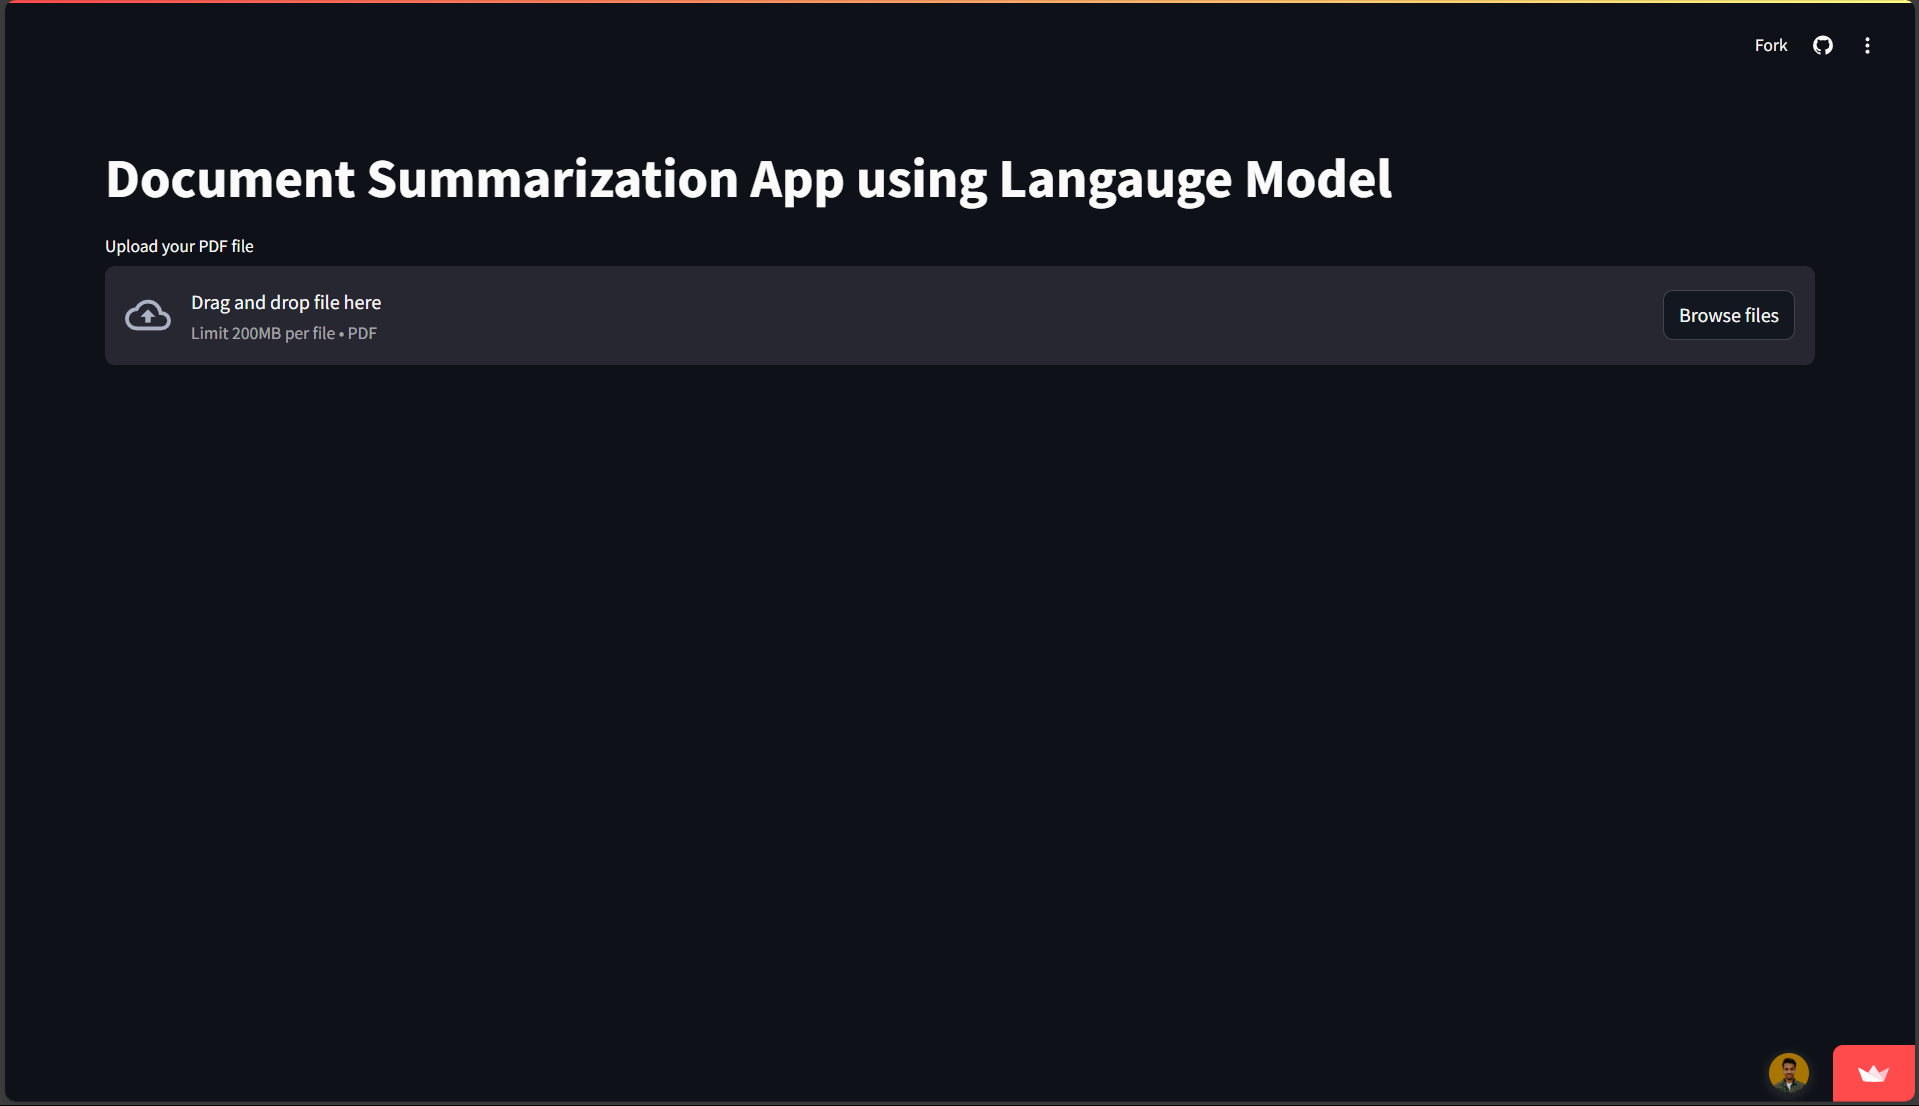 Fork
Document Summarization App using Langauge Model
Upload your PDF file
Drag and drop file here
Limit 200MB per file • PDF
Browse files